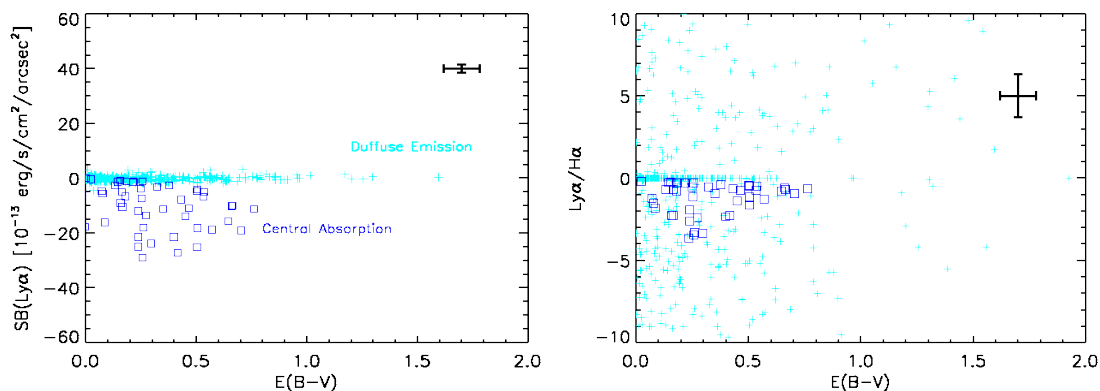 60
40
20
0
−20
−40
−60
SB(Lyα) [10⁻¹³ erg/s/cm²/arcsec²]
Duffuse Emission
Central Absorption
0.0 0.5 1.0 1.5 2.0
E(B−V)
10
5
0
−5
−10
Lyα/Hα
0.0 0.5 1.0 1.5 2.0
E(B−V)